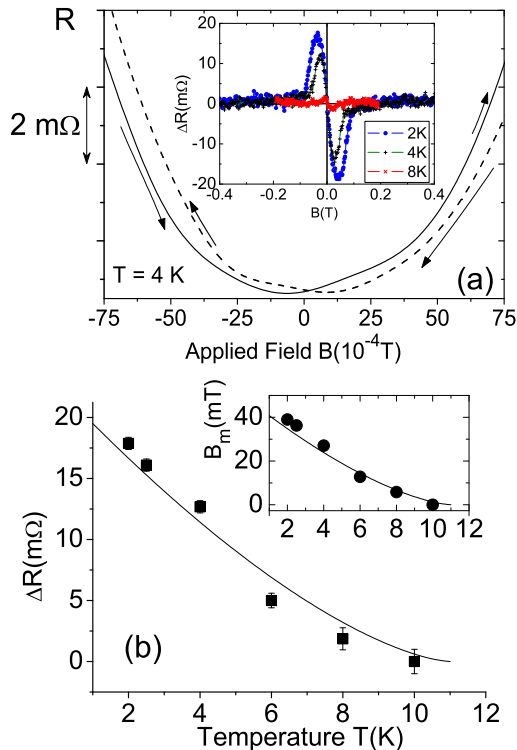 R
2 mΩ
T = 4 K
(a)
-75 -50 -25 0 25 50 75
Applied Field B(10⁻⁴T)
ΔR(mΩ)
20
10
0
-10
-20
-0.4 -0.2 0.0 0.2 0.4
B(T)
2K
4K
8K
ΔR(mΩ)
20
15
10
5
0
(b)
2 4 6 8 10 12
Temperature T(K)
Bₘ(mT)
40
20
0
2 4 6 8 10 12